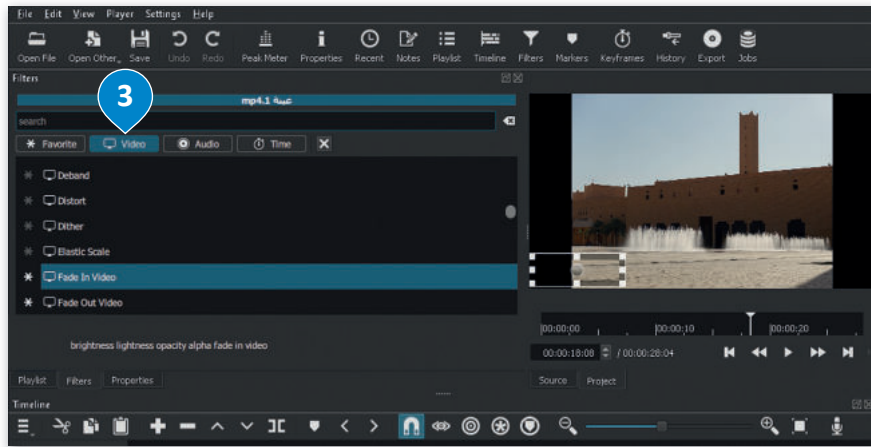 File Edit View Player Settings Help
Open File Open Other... Save Undo Redo Peak Meter Properties Recent Notes Playlist Timeline Filters Markers Keyframes History Export Jobs
Filters
3
عينة 1.mp4
search
Favorite Video Audio Time
Deband
Distort
Dither
Elastic Scale
Fade In Video
Fade Out Video
brightness lightness opacity alpha fade in video
00:00:00 00:00:10 00:00:20
00:00:18:08 / 00:00:28:04
Playlist Filters Properties
Source Project
Timeline